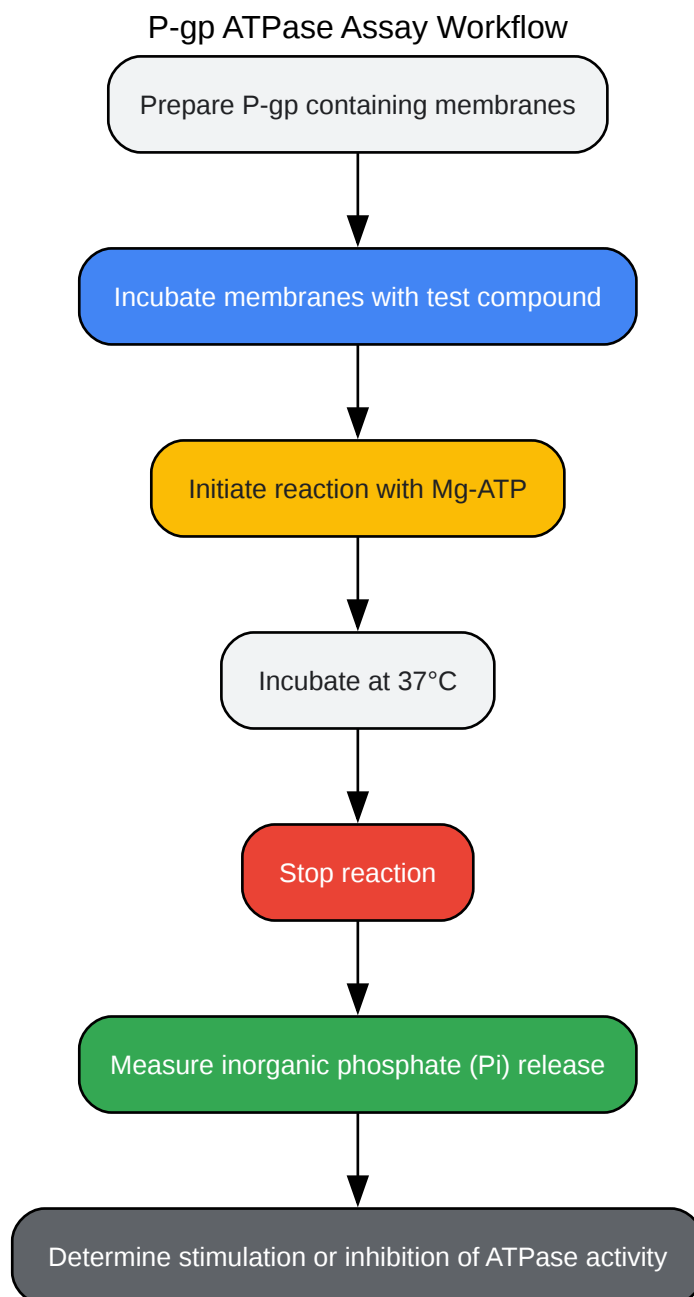 P-gp ATPase Assay Workflow
Prepare P-gp containing membranes
Incubate membranes with test compound
Initiate reaction with Mg-ATP
Incubate at 37°C
Stop reaction
Measure inorganic phosphate (Pi) release
Determine stimulation or inhibition of ATPase activity